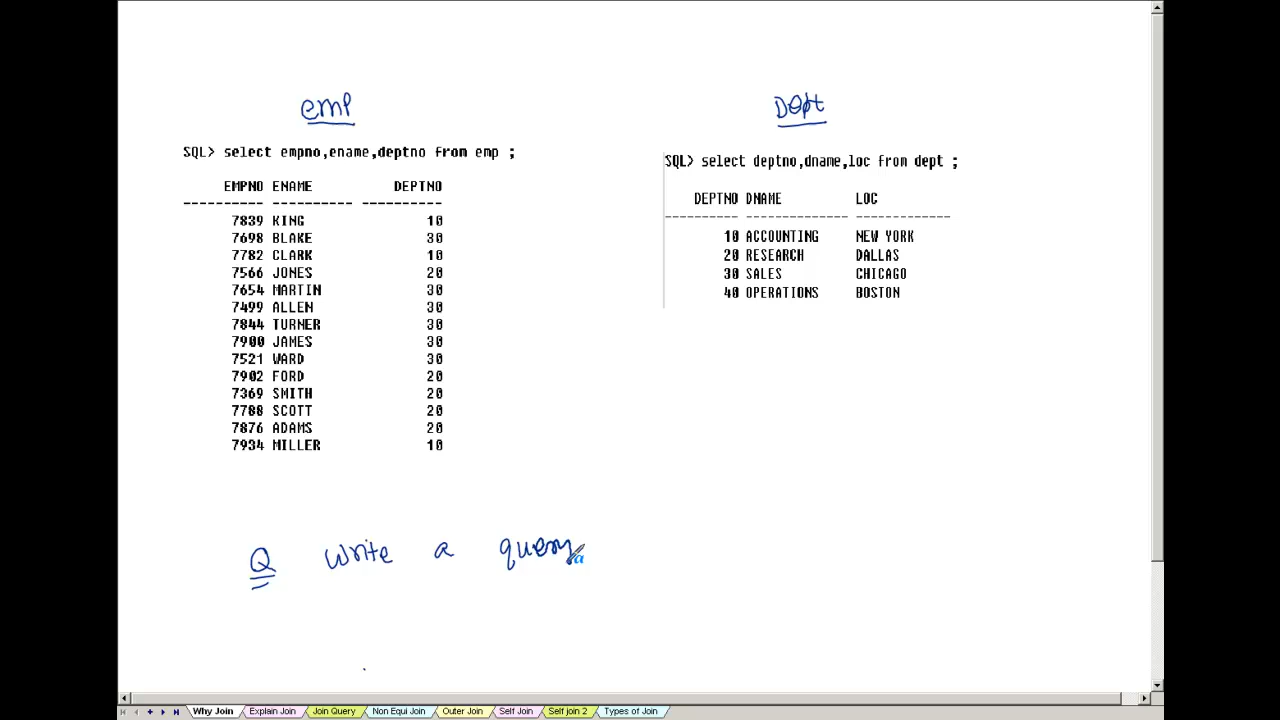 emp
SQL> select empno,ename,deptno from emp ;
EMPNO ENAME DEPTNO
---------- ---------- ----------
7839 KING 10
7698 BLAKE 30
7782 CLARK 10
7566 JONES 20
7654 MARTIN 30
7499 ALLEN 30
7844 TURNER 30
7900 JAMES 30
7521 WARD 30
7902 FORD 20
7369 SMITH 20
7788 SCOTT 20
7876 ADAMS 20
7934 MILLER 10
Dept
SQL> select deptno,dname,loc from dept ;
DEPTNO DNAME LOC
---------- -------------- -------------
10 ACCOUNTING NEW YORK
20 RESEARCH DALLAS
30 SALES CHICAGO
40 OPERATIONS BOSTON
Q write a query
Why Join Explain Join Join Query Non Equi Join Outer Join Self Join Self join 2 Types of Join